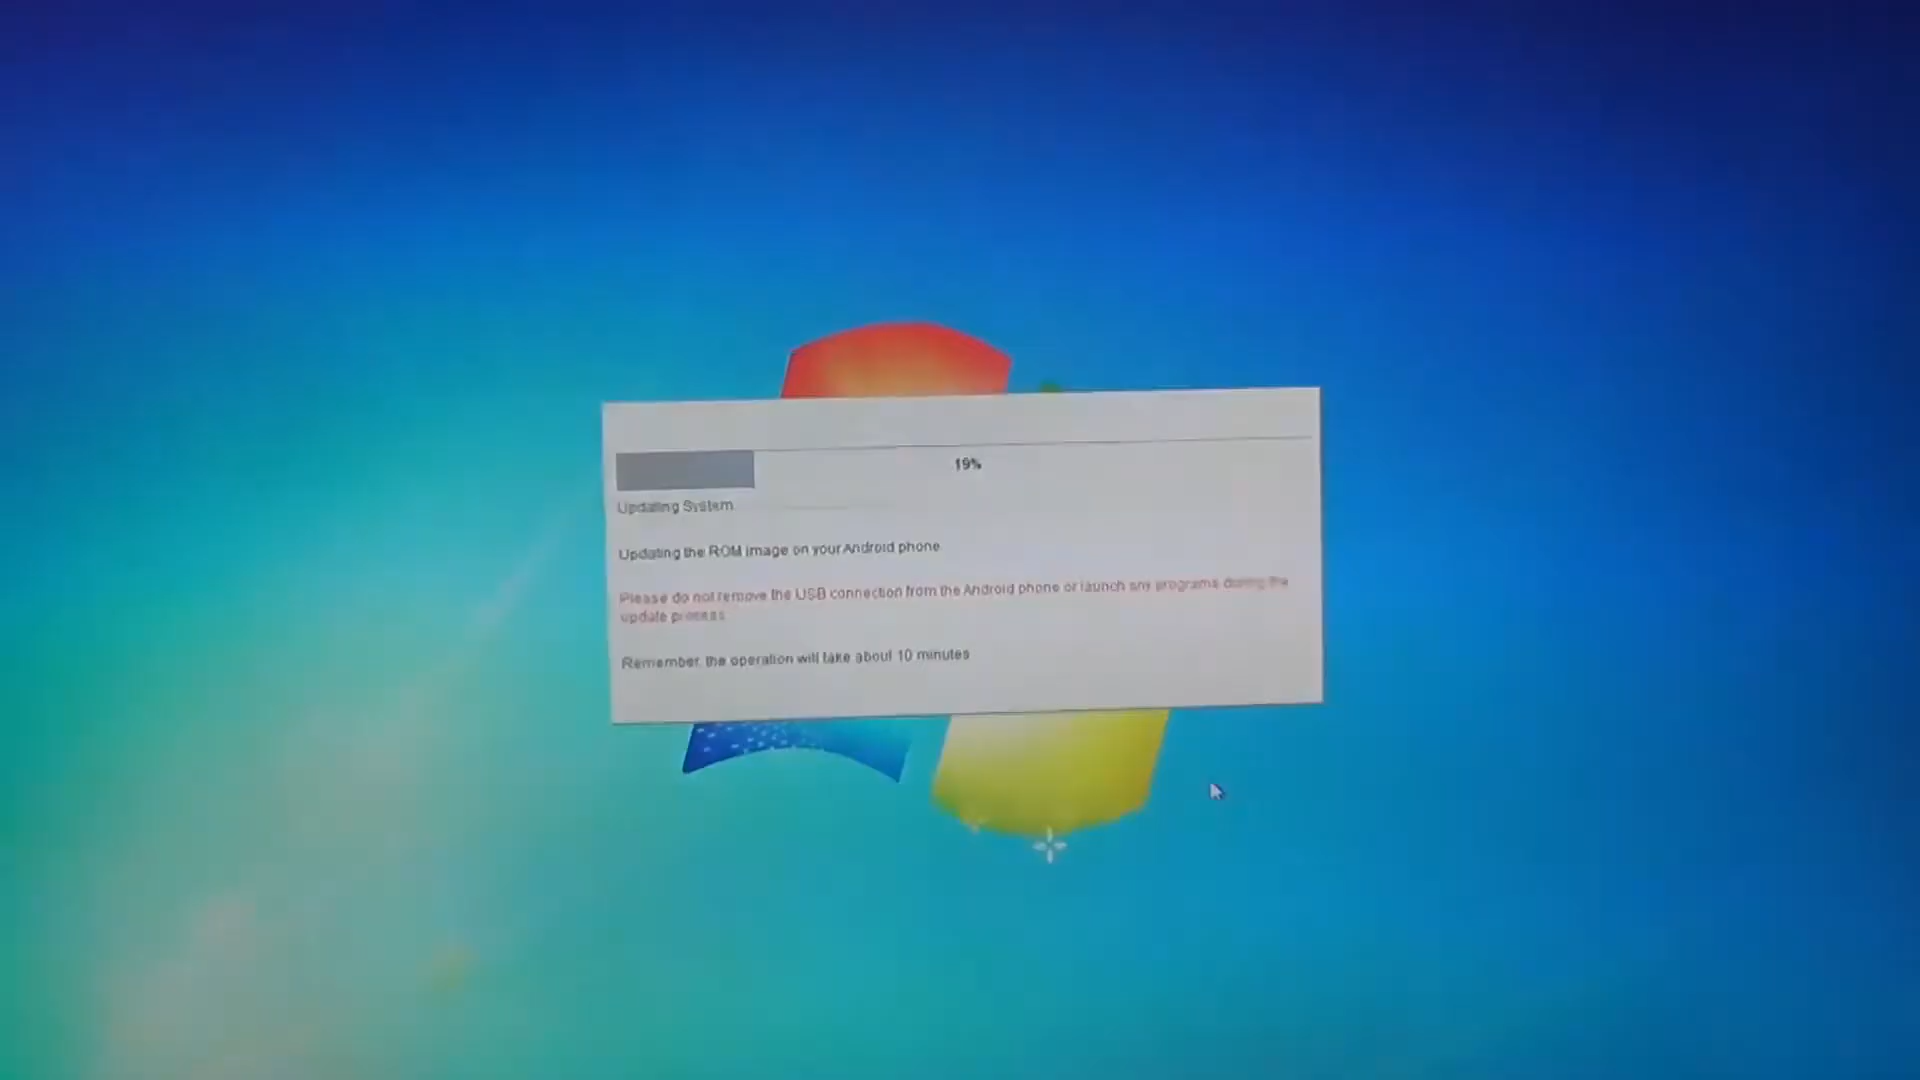 19%
Updating System
Updating the ROM image on your Android phone
Please do not remove the USB connection from the Android phone or launch any programs during the
update process
Remember, the operation will take about 10 minutes